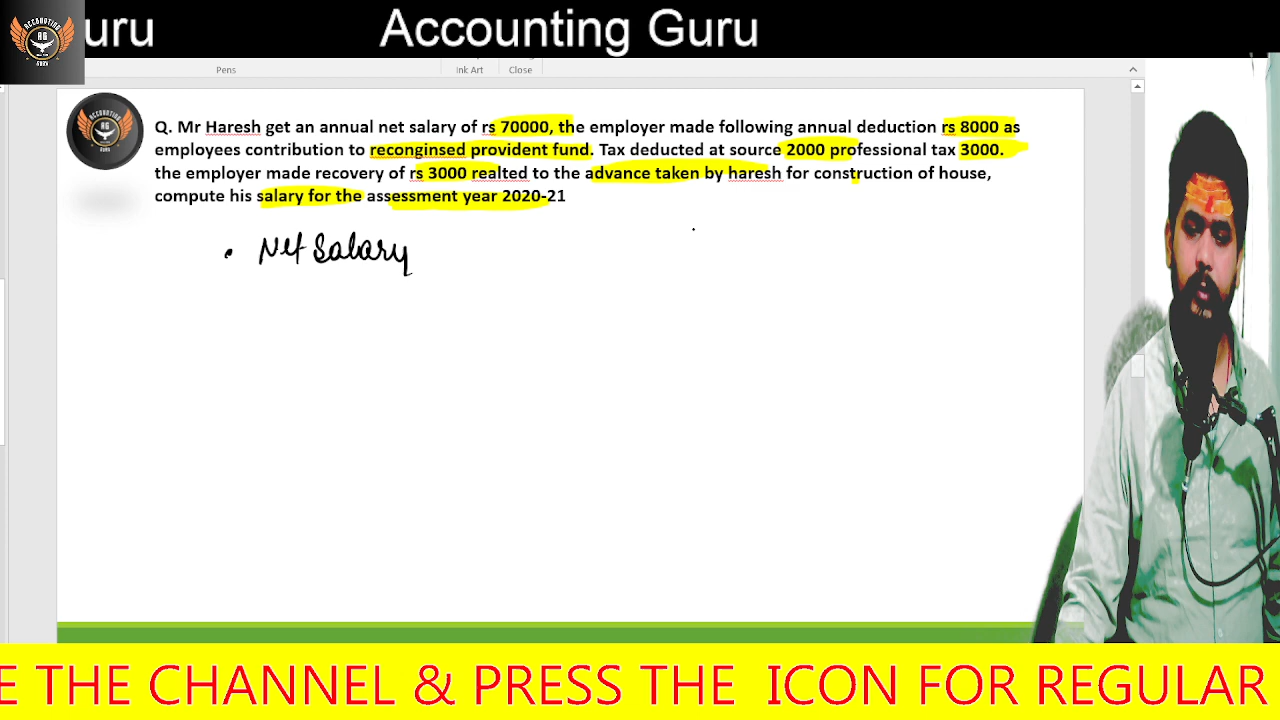 uru Accounting Guru
Pens Ink Art Close
Q. Mr Haresh get an annual net salary of rs 70000, the employer made following annual deduction rs 8000 as
employees contribution to reconginsed provident fund. Tax deducted at source 2000 professional tax 3000.
the employer made recovery of rs 3000 realted to the advance taken by haresh for construction of house,
compute his salary for the assessment year 2020-21
• Net Salary
E THE CHANNEL & PRESS THE ICON FOR REGULAR